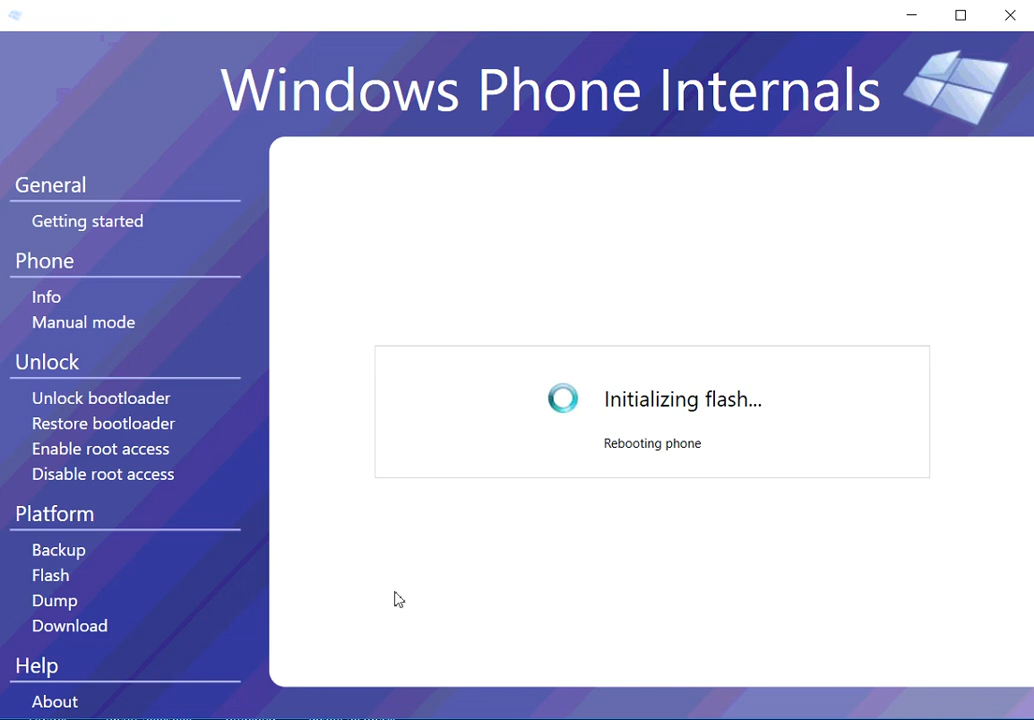 Windows Phone Internals
General
Getting started
Phone
Info
Manual mode
Unlock
Unlock bootloader
Restore bootloader
Enable root access
Disable root access
Platform
Backup
Flash
Dump
Download
Help
About
Initializing flash...
Rebooting phone